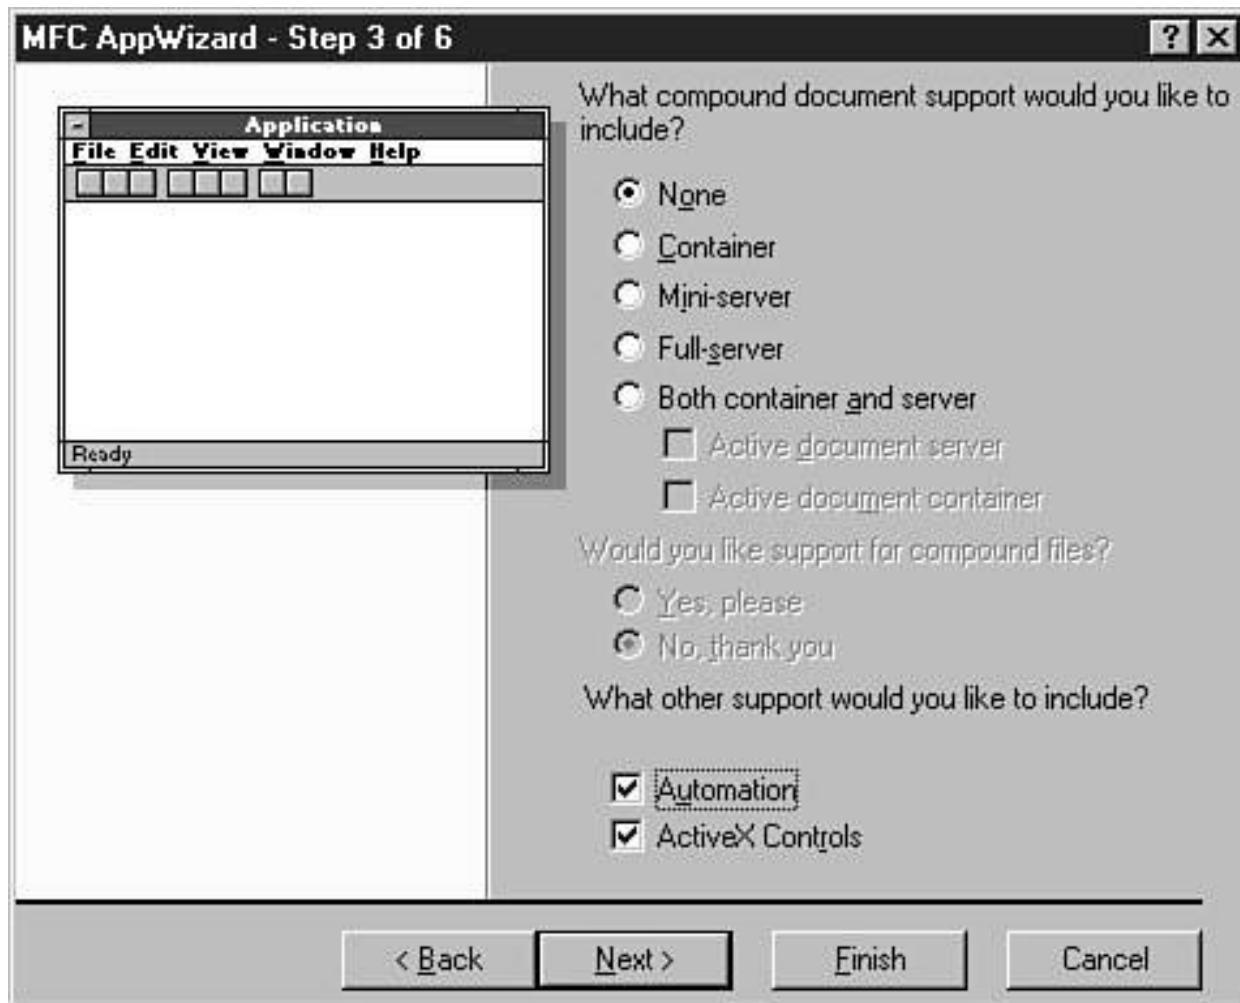 MFC AppWizard - Step 3 of 6
Application
File Edit View Window Help
Ready
What compound document support would you like to
include?
None
Container
Mini-server
Full-server
Both container and server
Active document server
Active document container
Would you like support for compound files?
Yes, please
No, thank you
What other support would you like to include?
Automation
ActiveX Controls
< Back
Next >
Finish
Cancel